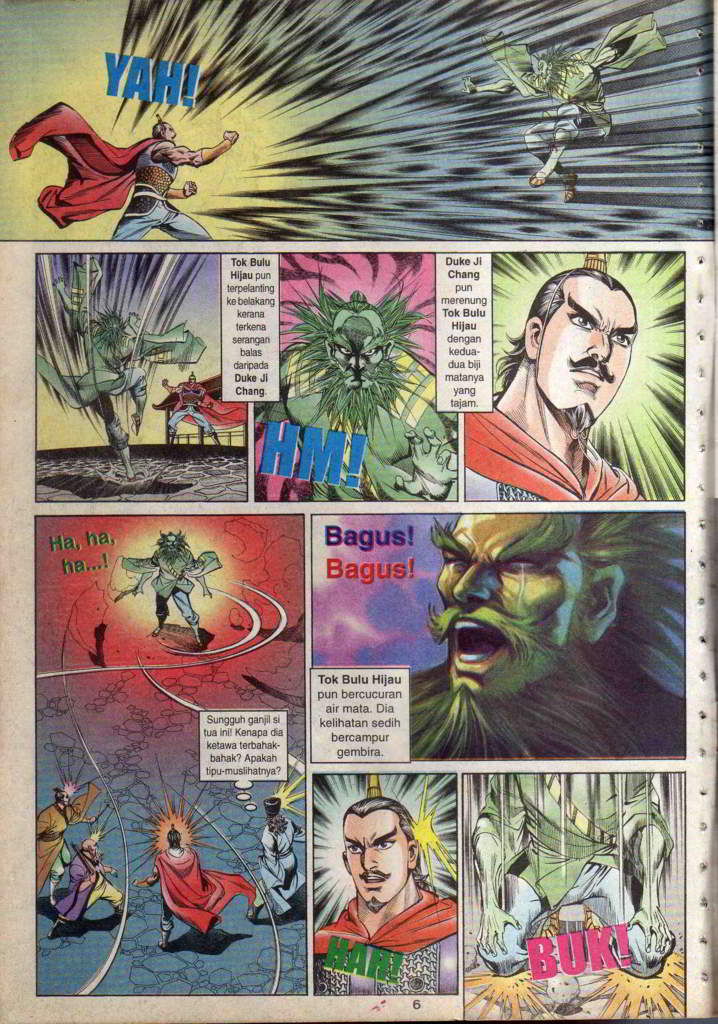 YAH!
Tok Bulu
Hijau pun
terpelanting
ke belakang
kerana
terkena
serangan
balas
daripada
Duke Ji
Chang.
HM!
Duke Ji
Chang
pun
merenung
Tok Bulu
Hijau
dengan
kedua-
dua biji
matanya
yang
tajam.
Ha, ha,
ha...!
Sungguh ganjil si
tua ini! Kenapa dia
ketawa terbahak-
bahak? Apakah
tipu-muslihatnya?
Bagus!
Bagus!
Tok Bulu Hijau
pun bercucuran
air mata. Dia
kelihatan sedih
bercampur
gembira.
HAH!
BUK!
6